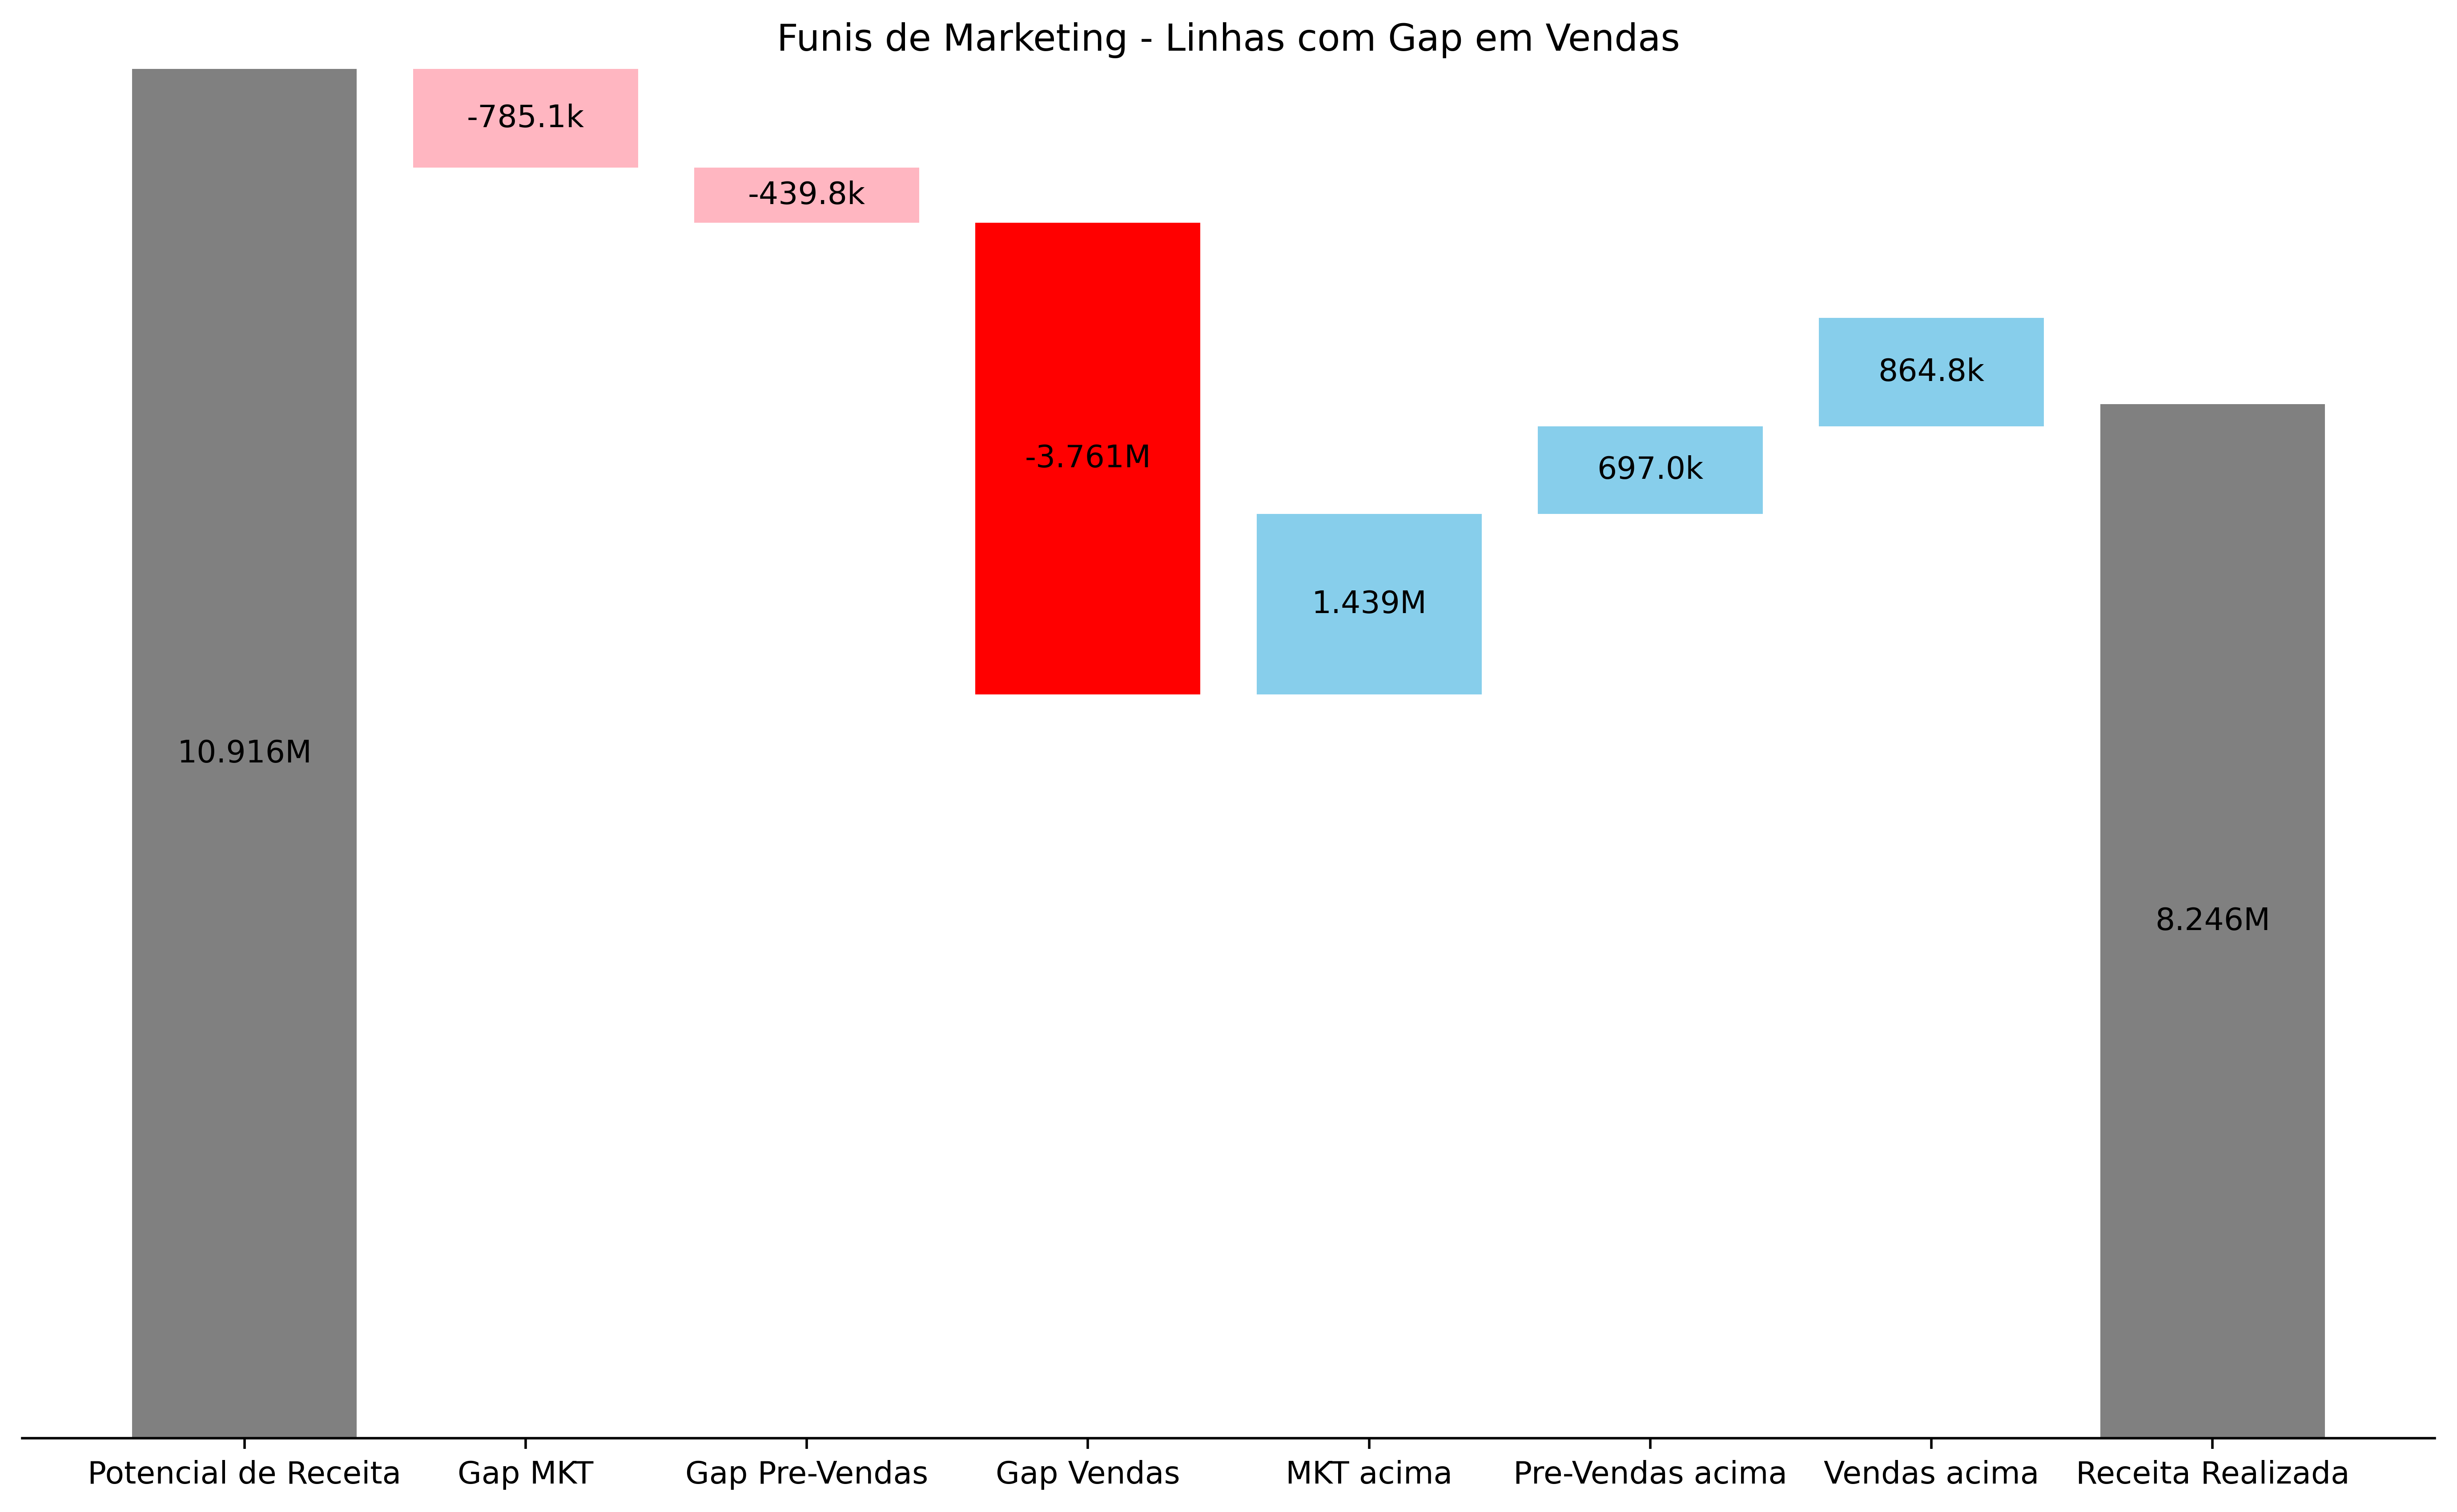 Funis de Marketing - Linhas com Gap em Vendas
-785.1k
-439.8k
864.8k
-3.761M
697.0k
1.439M
10.916M
8.246M
Potencial de Receita
Gap MKT
Gap Pre-Vendas
Gap Vendas
MKT acima
Pre-Vendas acima
Vendas acima
Receita Realizada